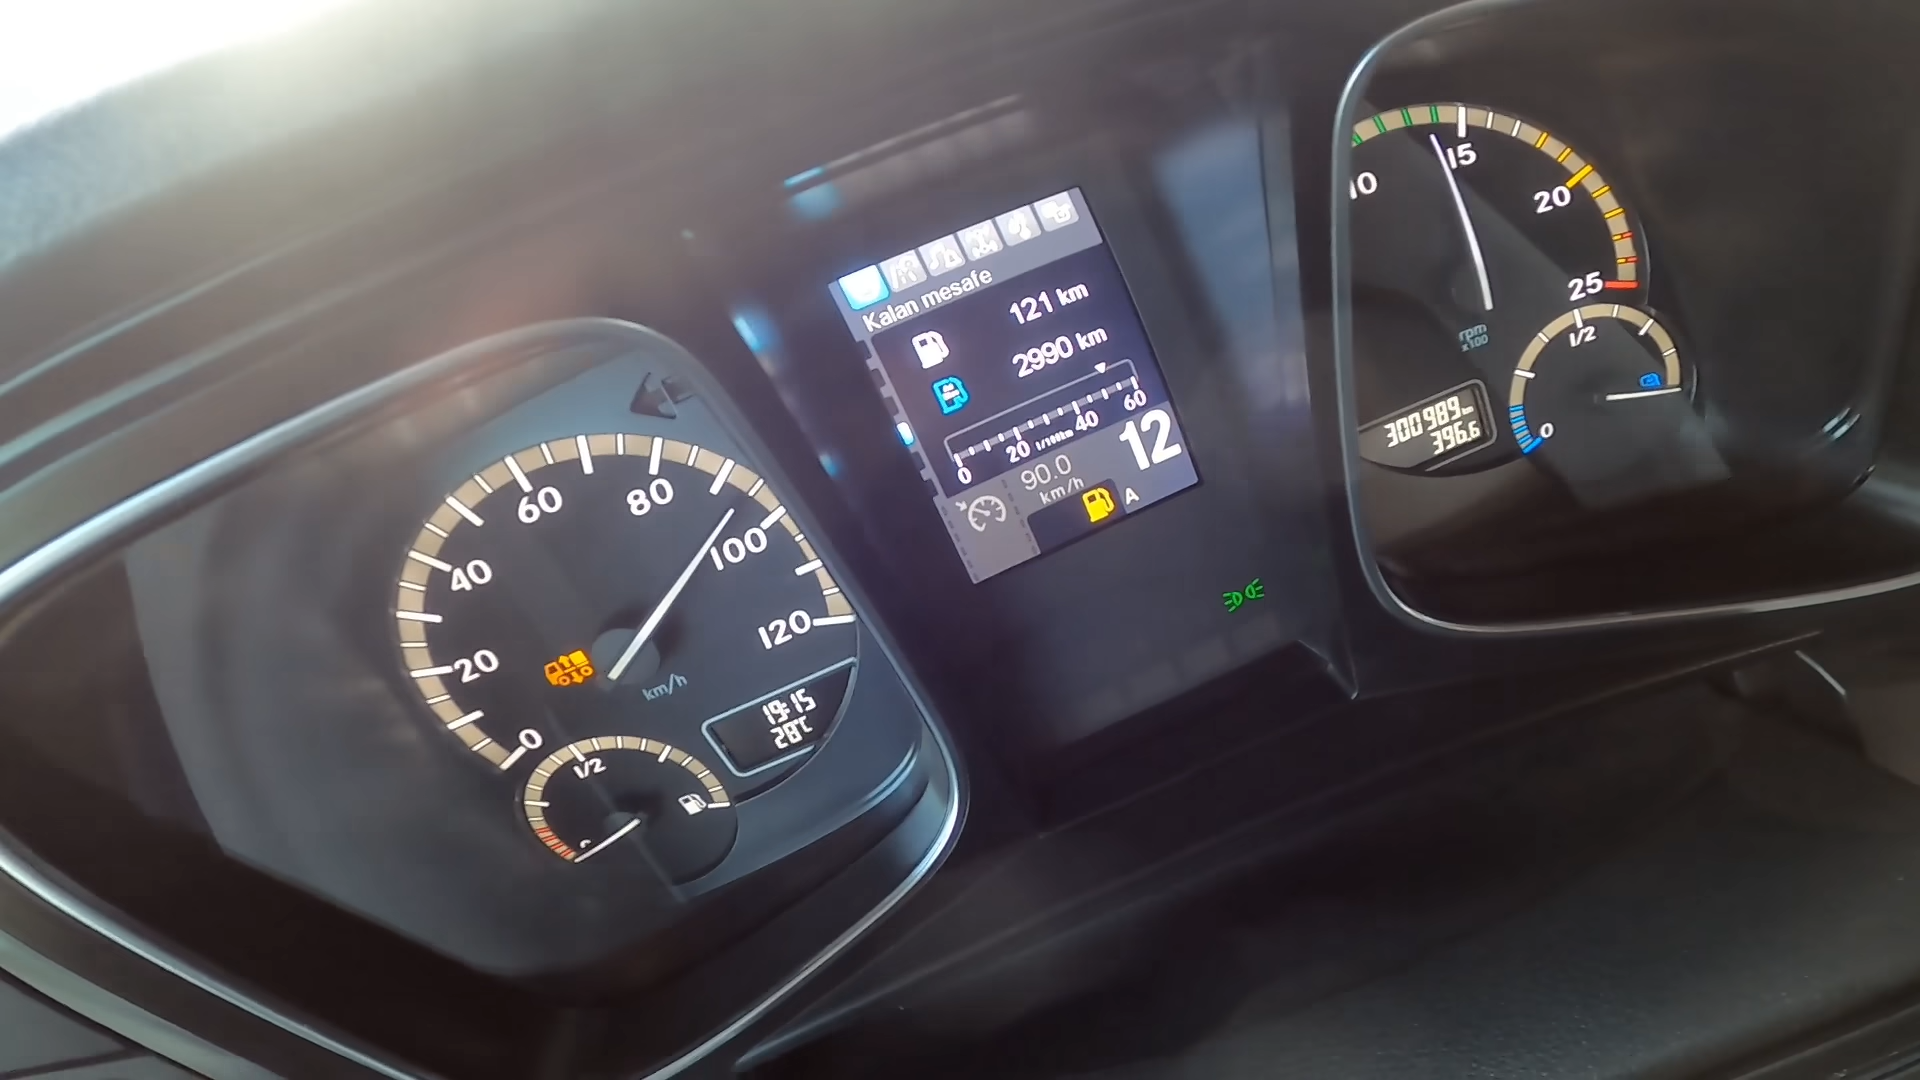 0
20
40
60
80
100
120
km/h
1/2
19:15
28°C
Kalan mesafe
121 km
2990 km
0 20 40 60
l/100km
90.0
km/h
12
A
10
15
20
25
rpm
x100
1/2
0
300989 km
396.6